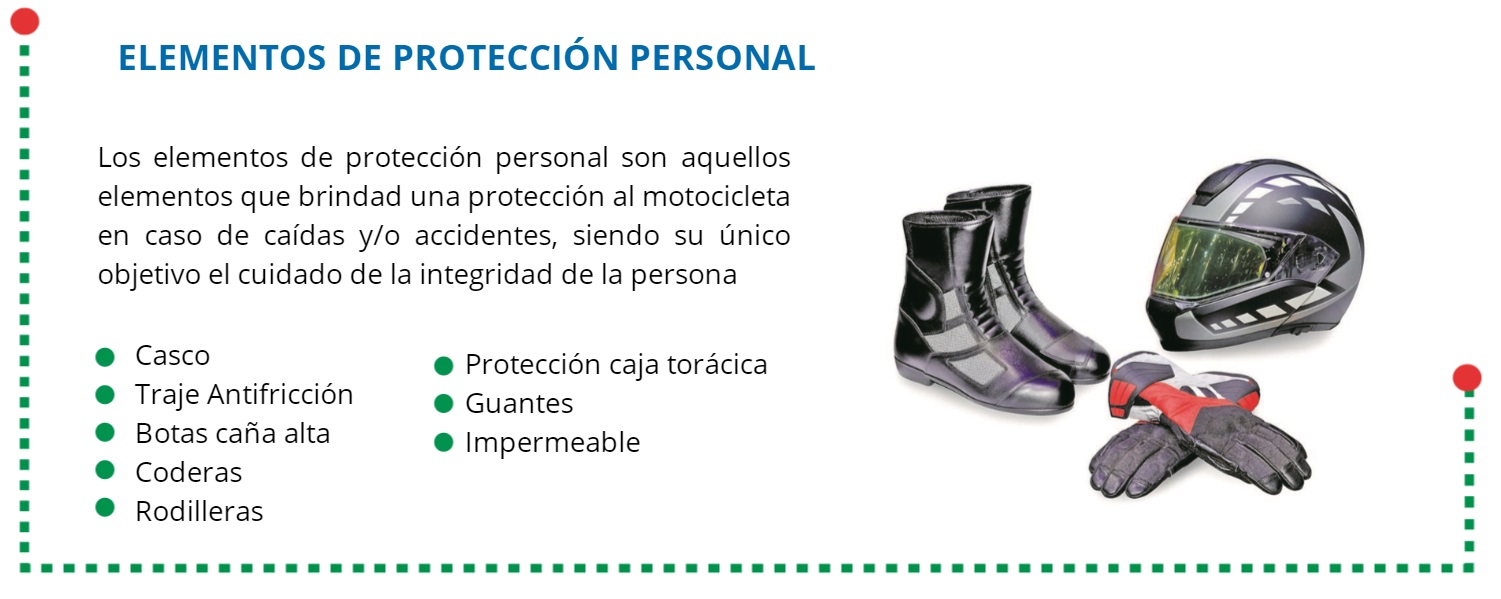 ELEMENTOS DE PROTECCIÓN PERSONAL
Los elementos de protección personal son aquellos
elementos que brindad una protección al motocicleta
en caso de caídas y/o accidentes, siendo su único
objetivo el cuidado de la integridad de la persona
Casco
Traje Antifricción
Botas caña alta
Coderas
Rodilleras
Protección caja torácica
Guantes
Impermeable